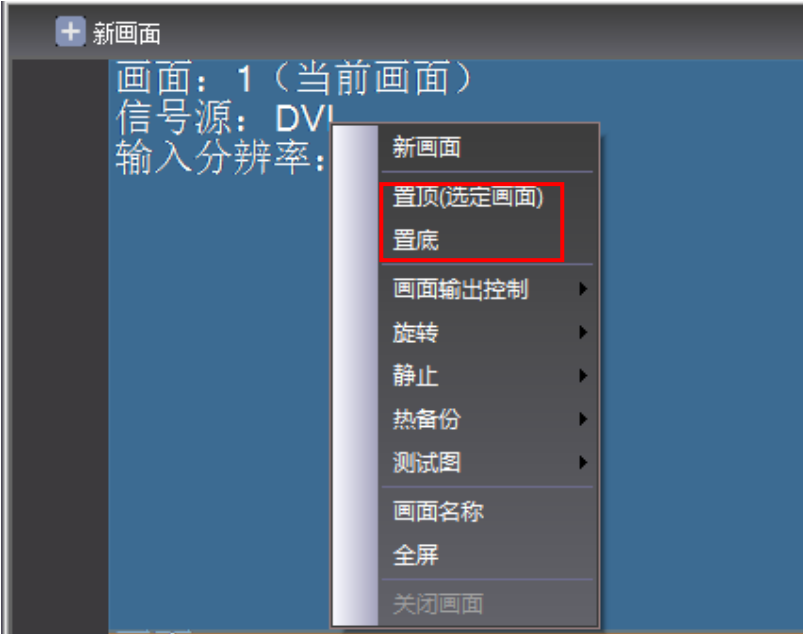 新画面
画面：1（当前画面）
信号源：DVI
输入分辨率：
新画面
置顶(选定画面)
置底
画面输出控制
旋转
静止
热备份
测试图
画面名称
全屏
关闭画面